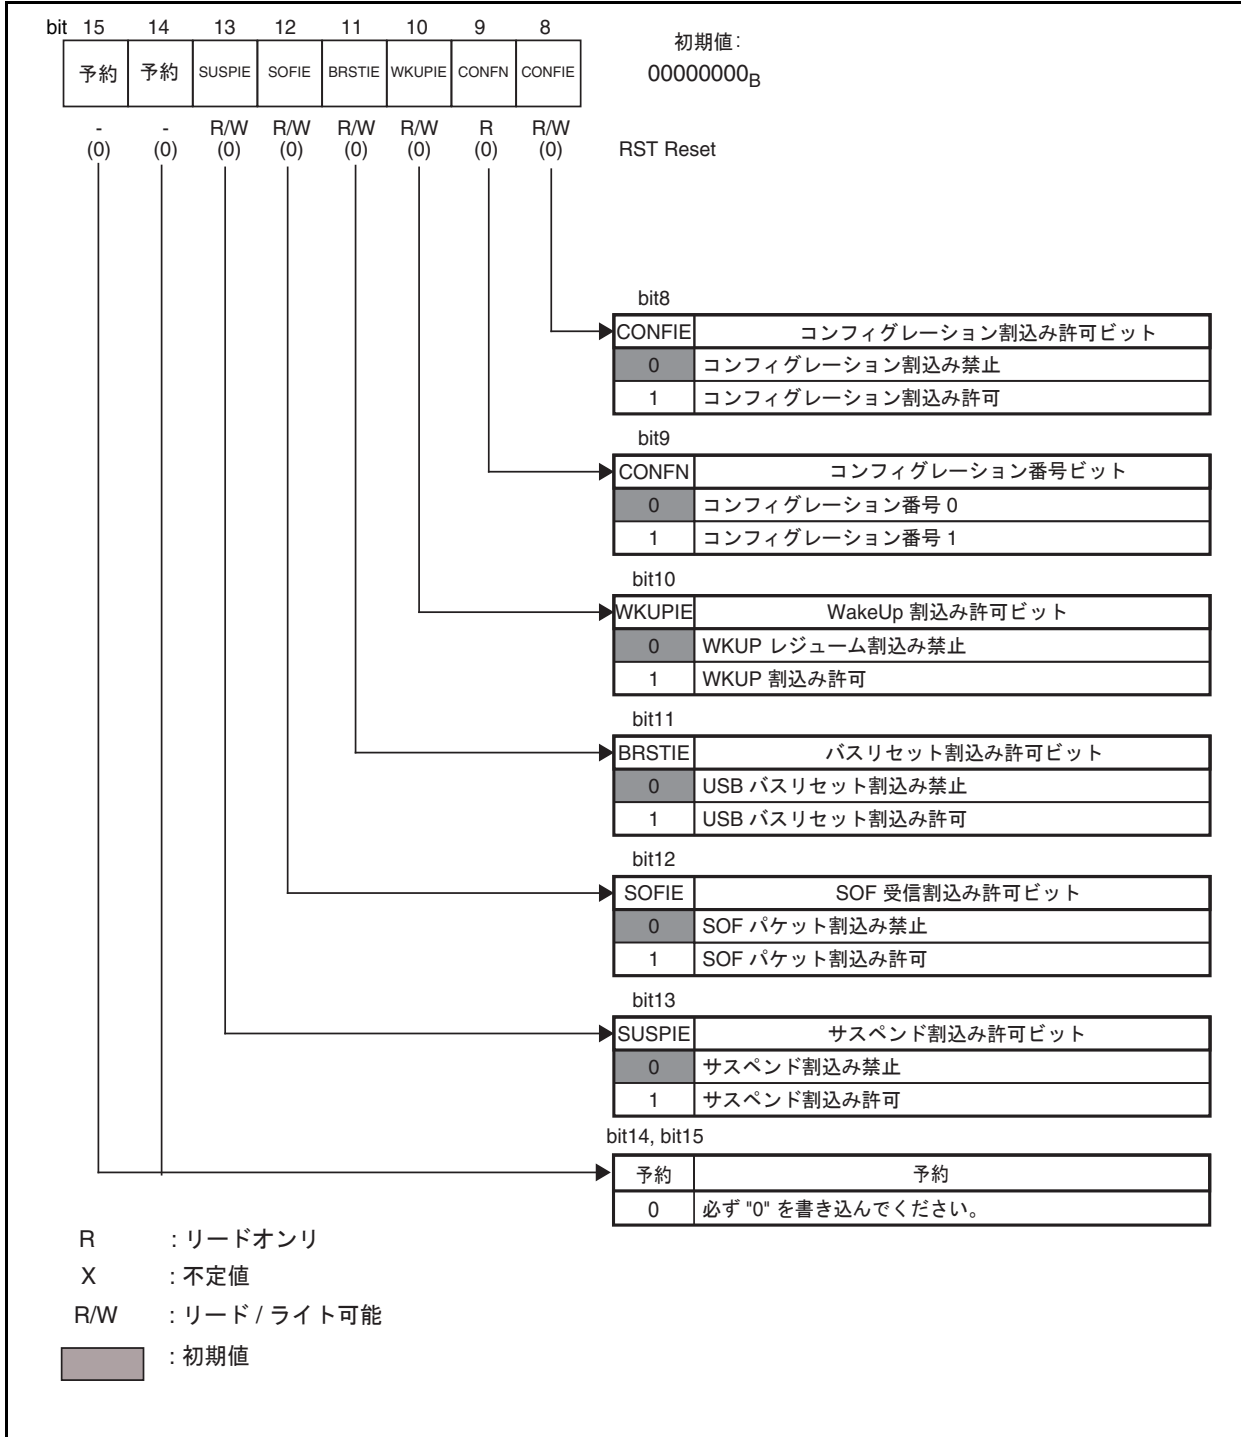 bit 15 14 13 12 11 10 9 8
予約 予約 SUSPIE SOFIE BRSTIE WKUPIE CONFN CONFIE
初期値:
00000000B
- - R/W R/W R/W R/W R R/W
(0) (0) (0) (0) (0) (0) (0) (0) RST Reset
bit8
CONFIE コンフィグレーション割込み許可ビット
0 コンフィグレーション割込み禁止
1 コンフィグレーション割込み許可
bit9
CONFN コンフィグレーション番号ビット
0 コンフィグレーション番号 0
1 コンフィグレーション番号 1
bit10
WKUPIE WakeUp 割込み許可ビット
0 WKUP レジューム割込み禁止
1 WKUP 割込み許可
bit11
BRSTIE バスリセット割込み許可ビット
0 USB バスリセット割込み禁止
1 USB バスリセット割込み許可
bit12
SOFIE SOF 受信割込み許可ビット
0 SOF パケット割込み禁止
1 SOF パケット割込み許可
bit13
SUSPIE サスペンド割込み許可ビット
0 サスペンド割込み禁止
1 サスペンド割込み許可
bit14, bit15
予約 予約
0 必ず "0" を書き込んでください。
R : リードオンリ
X : 不定値
R/W : リード / ライト可能
: 初期値